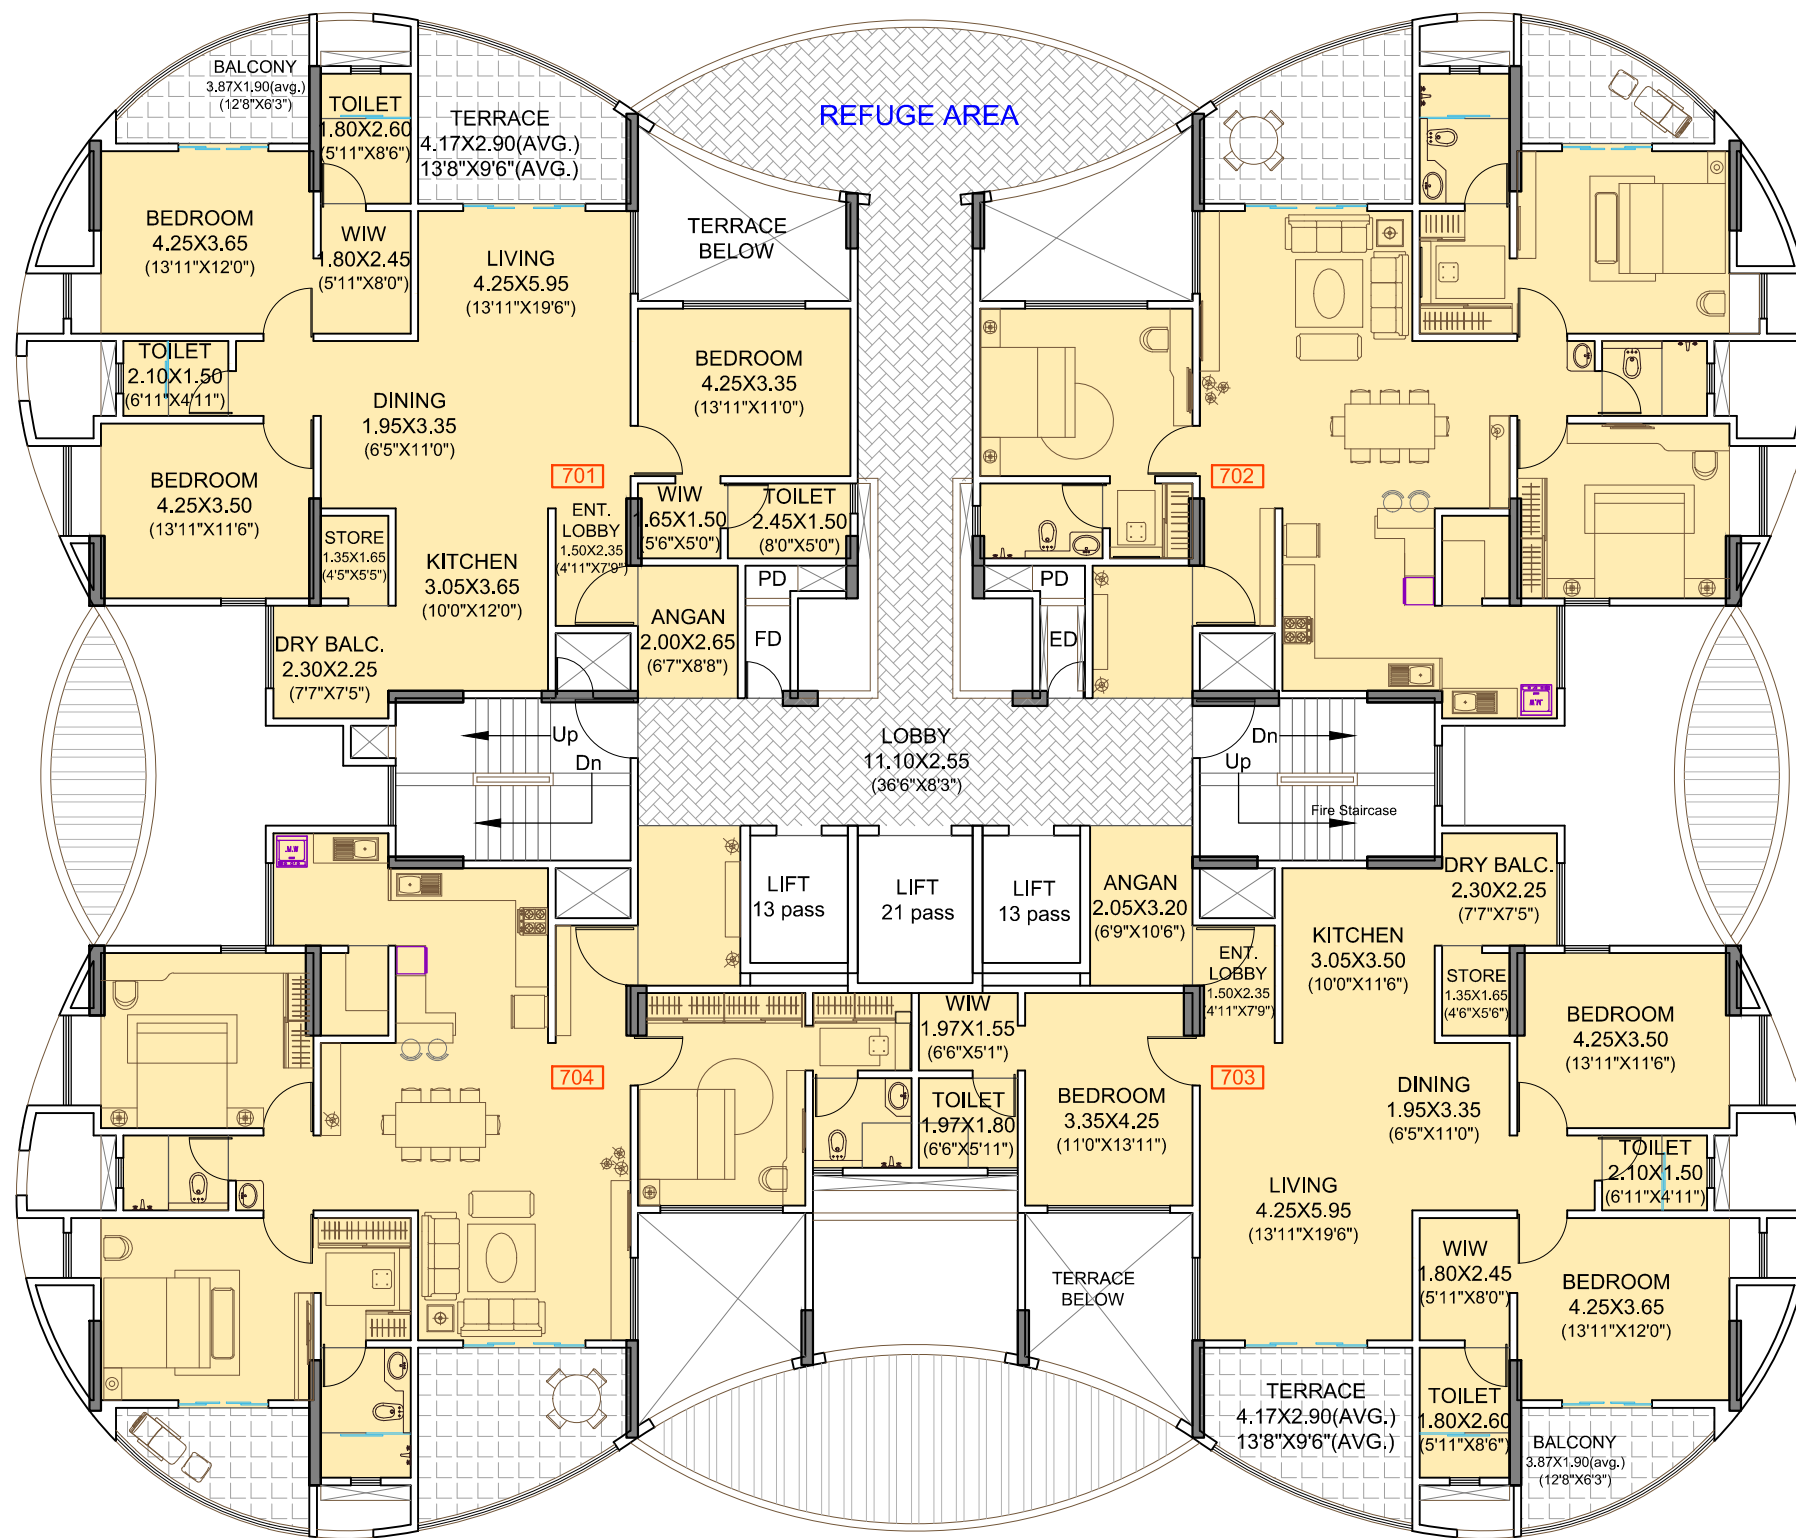 BALCONY
3.87X1.90(avg.)
(12'8"X6'3")
TOILET
1.80X2.60
(5'11"X8'6")
TERRACE
4.17X2.90(AVG.)
13'8"X9'6"(AVG.)
REFUGE AREA
BEDROOM
4.25X3.65
(13'11"X12'0")
WIW
1.80X2.45
(5'11"X8'0")
LIVING
4.25X5.95
(13'11"X19'6")
TERRACE
BELOW
TOILET
2.10X1.50
(6'11"X4'11")
DINING
1.95X3.35
(6'5"X11'0")
BEDROOM
4.25X3.35
(13'11"X11'0")
BEDROOM
4.25X3.50
(13'11"X11'6")
701
702
STORE
1.35X1.65
(4'5"X5'5")
KITCHEN
3.05X3.65
(10'0"X12'0")
ENT.
LOBBY
1.50X2.35
(4'11"X7'9")
WIW
1.65X1.50
(5'6"X5'0")
TOILET
2.45X1.50
(8'0"X5'0")
PD
FD
PD
ED
ANGAN
2.00X2.65
(6'7"X8'8")
DRY BALC.
2.30X2.25
(7'7"X7'5")
Up
Dn
LOBBY
11.10X2.55
(36'6"X8'3")
Dn
Up
Fire Staircase
M.W.
M.W.
LIFT
13 pass
LIFT
21 pass
LIFT
13 pass
ANGAN
2.05X3.20
(6'9"X10'6")
DRY BALC.
2.30X2.25
(7'7"X7'5")
KITCHEN
3.05X3.50
(10'0"X11'6")
ENT.
LOBBY
1.50X2.35
(4'11"X7'9")
STORE
1.35X1.65
(4'6"X5'6")
BEDROOM
4.25X3.50
(13'11"X11'6")
WIW
1.97X1.55
(6'6"X5'1")
704
703
TOILET
1.97X1.80
(6'6"X5'11")
BEDROOM
3.35X4.25
(11'0"X13'11")
DINING
1.95X3.35
(6'5"X11'0")
TOILET
2.10X1.50
(6'11"X4'11")
LIVING
4.25X5.95
(13'11"X19'6")
WIW
1.80X2.45
(5'11"X8'0")
BEDROOM
4.25X3.65
(13'11"X12'0")
TERRACE
BELOW
TERRACE
4.17X2.90(AVG.)
13'8"X9'6"(AVG.)
TOILET
1.80X2.60
(5'11"X8'6")
BALCONY
3.87X1.90(avg.)
(12'8"X6'3")